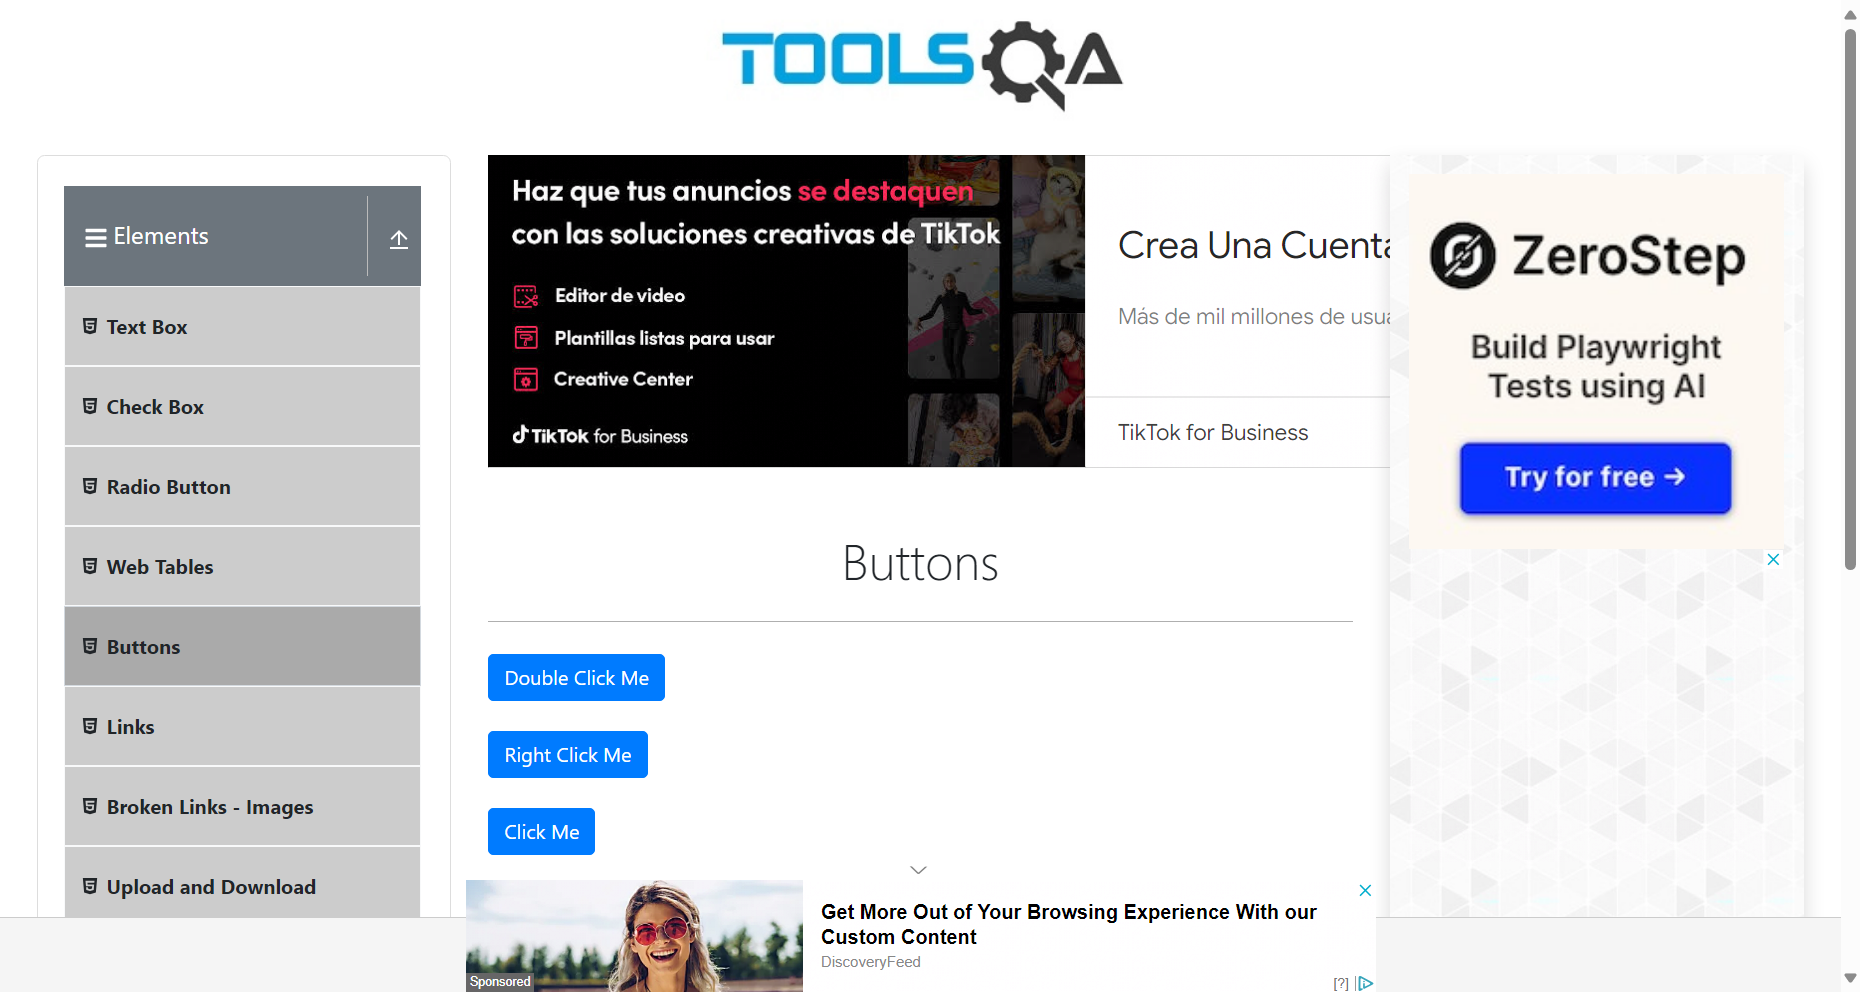 TOOLSQA
Elements
Text Box
Check Box
Radio Button
Web Tables
Buttons
Links
Broken Links - Images
Upload and Download
Haz que tus anuncios se destaquen
con las soluciones creativas de TikTok
Editor de video
Plantillas listas para usar
Creative Center
TikTok for Business
Crea Una Cuenta
Más de mil millones de usua
TikTok for Business
ZeroStep
Build Playwright
Tests using AI
Try for free →
Buttons
Double Click Me
Right Click Me
Click Me
Sponsored
Get More Out of Your Browsing Experience With our
Custom Content
DiscoveryFeed
[?]